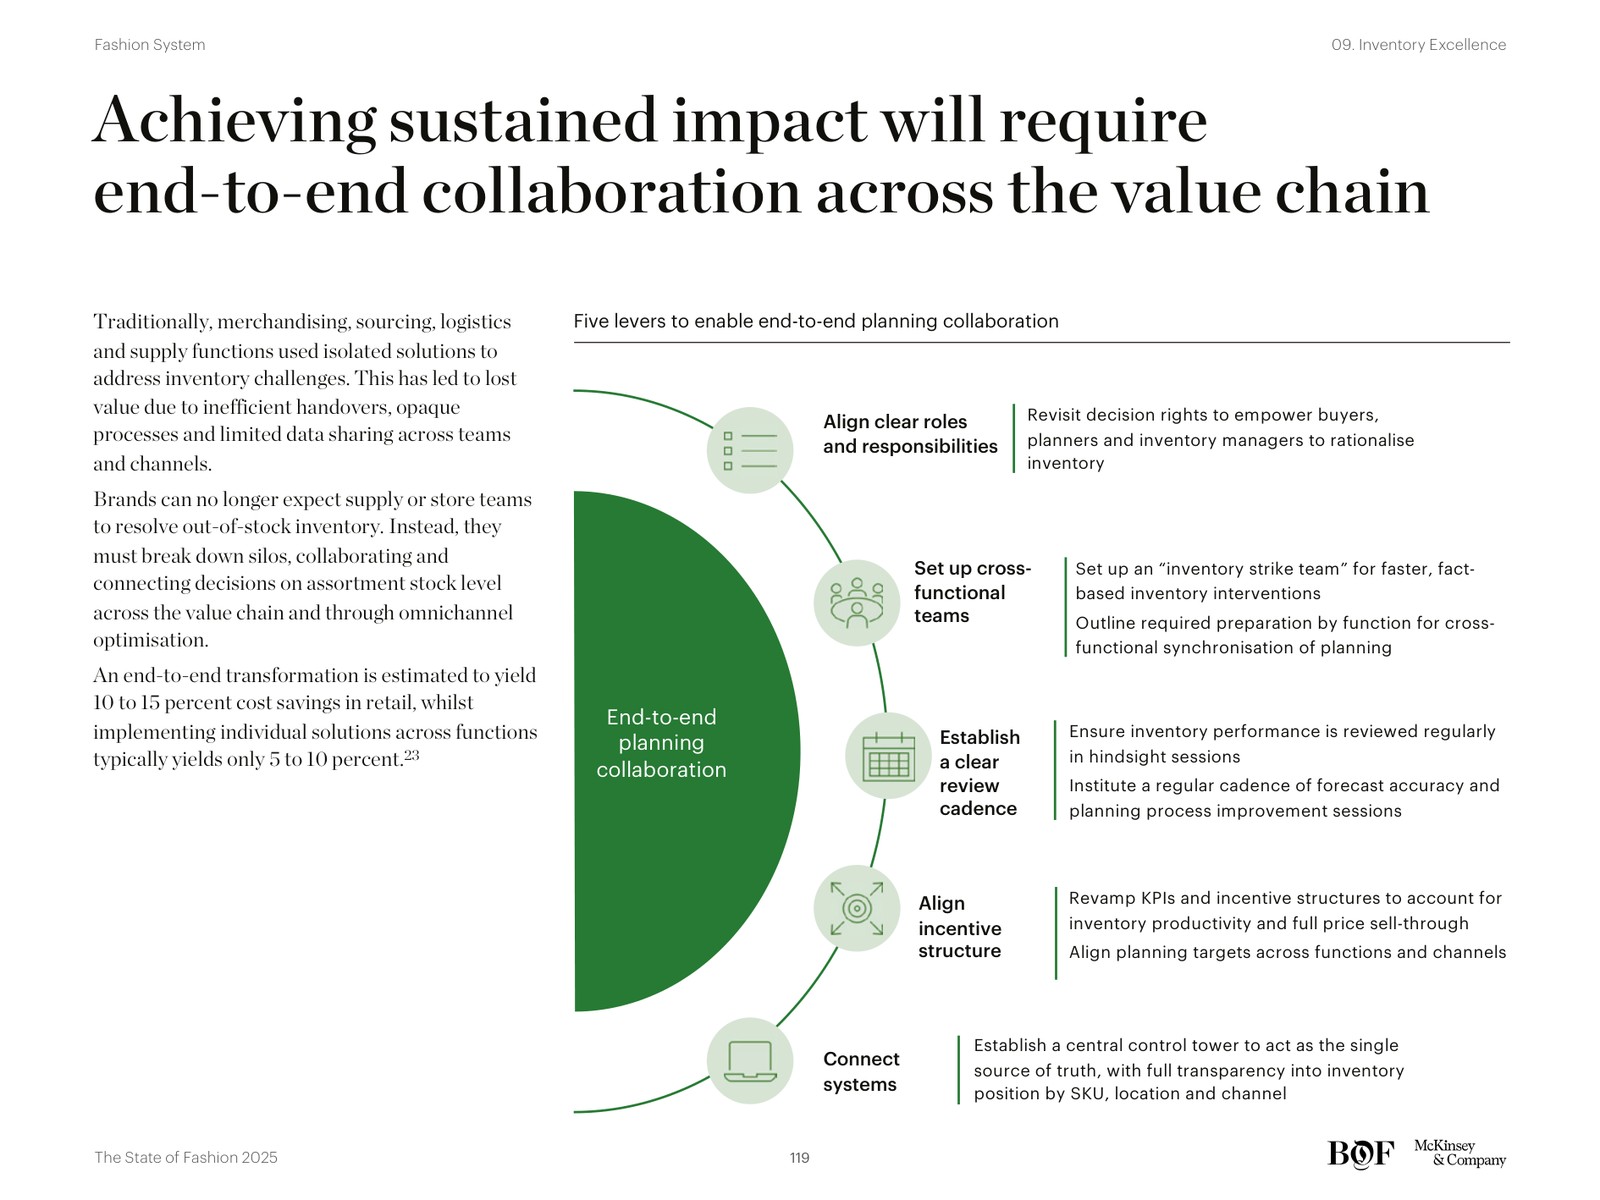 Fashion System
09. Inventory Excellence
Achieving sustained impact will require
end-to-end collaboration across the value chain
Traditionally, merchandising, sourcing, logistics
and supply functions used isolated solutions to
address inventory challenges. This has led to lost
value due to inefficient handovers, opaque
processes and limited data sharing across teams
and channels.
Brands can no longer expect supply or store teams
to resolve out-of-stock inventory. Instead, they
must break down silos, collaborating and
connecting decisions on assortment stock level
across the value chain and through omnichannel
optimisation.
An end-to-end transformation is estimated to yield
10 to 15 percent cost savings in retail, whilst
implementing individual solutions across functions
typically yields only 5 to 10 percent.23
Five levers to enable end-to-end planning collaboration
End-to-end
planning
collaboration
Align clear roles
and responsibilities
Revisit decision rights to empower buyers,
planners and inventory managers to rationalise
inventory
Set up cross-
functional
teams
Set up an “inventory strike team” for faster, fact-
based inventory interventions
Outline required preparation by function for cross-
functional synchronisation of planning
Establish
a clear
review
cadence
Ensure inventory performance is reviewed regularly
in hindsight sessions
Institute a regular cadence of forecast accuracy and
planning process improvement sessions
Align
incentive
structure
Revamp KPIs and incentive structures to account for
inventory productivity and full price sell-through
Align planning targets across functions and channels
Connect
systems
Establish a central control tower to act as the single
source of truth, with full transparency into inventory
position by SKU, location and channel
The State of Fashion 2025
119
BOF
McKinsey
& Company